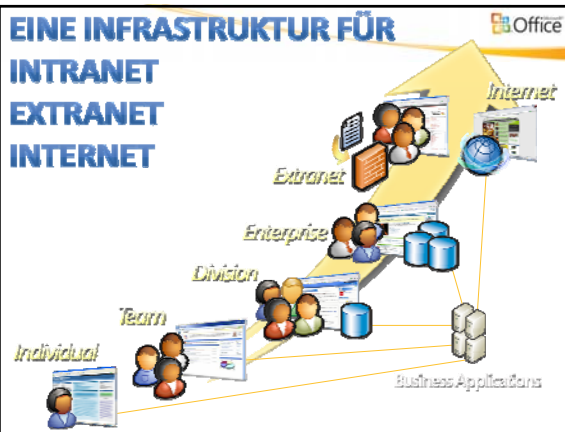 EINE INFRASTRUKTUR FÜR
INTRANET
EXTRANET
INTERNET
Office
Internet
Extranet
Enterprise
Division
Team
Individual
Business Applications